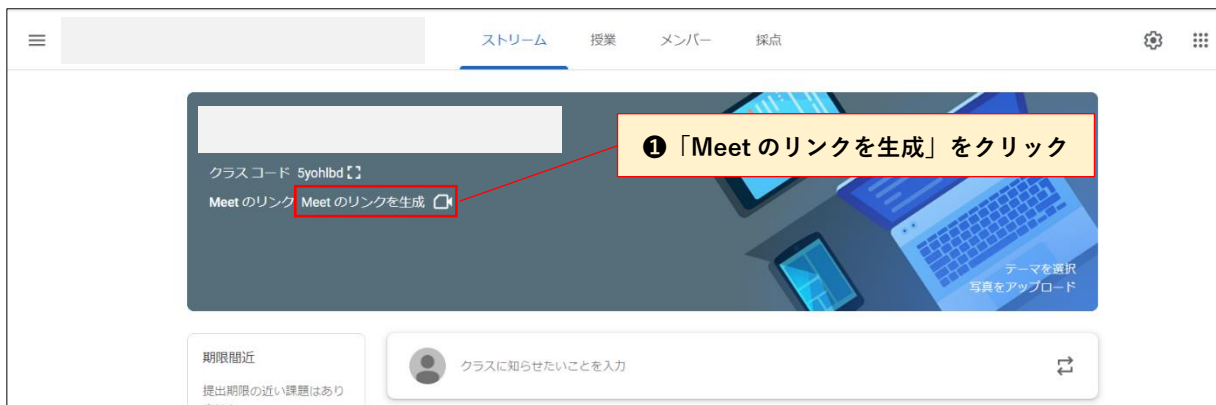 ストリーム 授業 メンバー 採点
❶「Meet のリンクを生成」をクリック
クラス コード 5yohlbd
Meet のリンク Meet のリンクを生成
テーマを選択
写真をアップロード
期限間近
クラスに知らせたいことを入力
提出期限の近い課題はあり